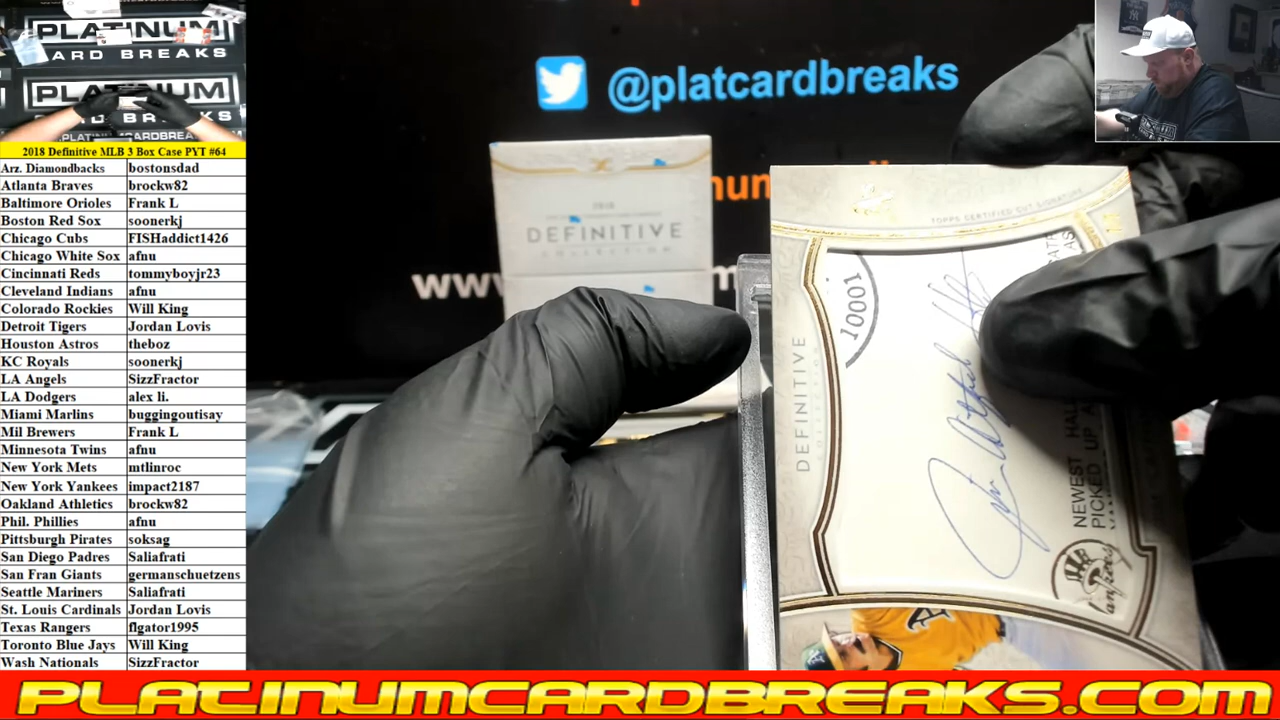 PLATINUM
CARD BREAKS
PLATINUM
CARD BREAKS
PLATINUMCARDBREAKS
@platcardbreaks
www
2018
DEFINITIVE
COLLECTION
TOPPS CERTIFIED CUT SIGNATURE
DEFINITIVE
COLLECTION
10001
NEWEST HALL
PICKED UP
Yankees
2018 Definitive MLB 3 Box Case PYT #64
Arz. Diamondbacks bostonsdad
Atlanta Braves brockw82
Baltimore Orioles Frank L
Boston Red Sox soonerkj
Chicago Cubs FISHaddict1426
Chicago White Sox afnu
Cincinnati Reds tommyboyjr23
Cleveland Indians afnu
Colorado Rockies Will King
Detroit Tigers Jordan Lovis
Houston Astros theboz
KC Royals soonerkj
LA Angels SizzFractor
LA Dodgers alex li.
Miami Marlins buggingoutisay
Mil Brewers Frank L
Minnesota Twins afnu
New York Mets mtlinroc
New York Yankees impact2187
Oakland Athletics brockw82
Phil. Phillies afnu
Pittsburgh Pirates soksag
San Diego Padres Saliafrati
San Fran Giants germanschuetzens
Seattle Mariners Saliafrati
St. Louis Cardinals Jordan Lovis
Texas Rangers flgator1995
Toronto Blue Jays Will King
Wash Nationals SizzFractor
PLATINUMCARDBREAKS.COM